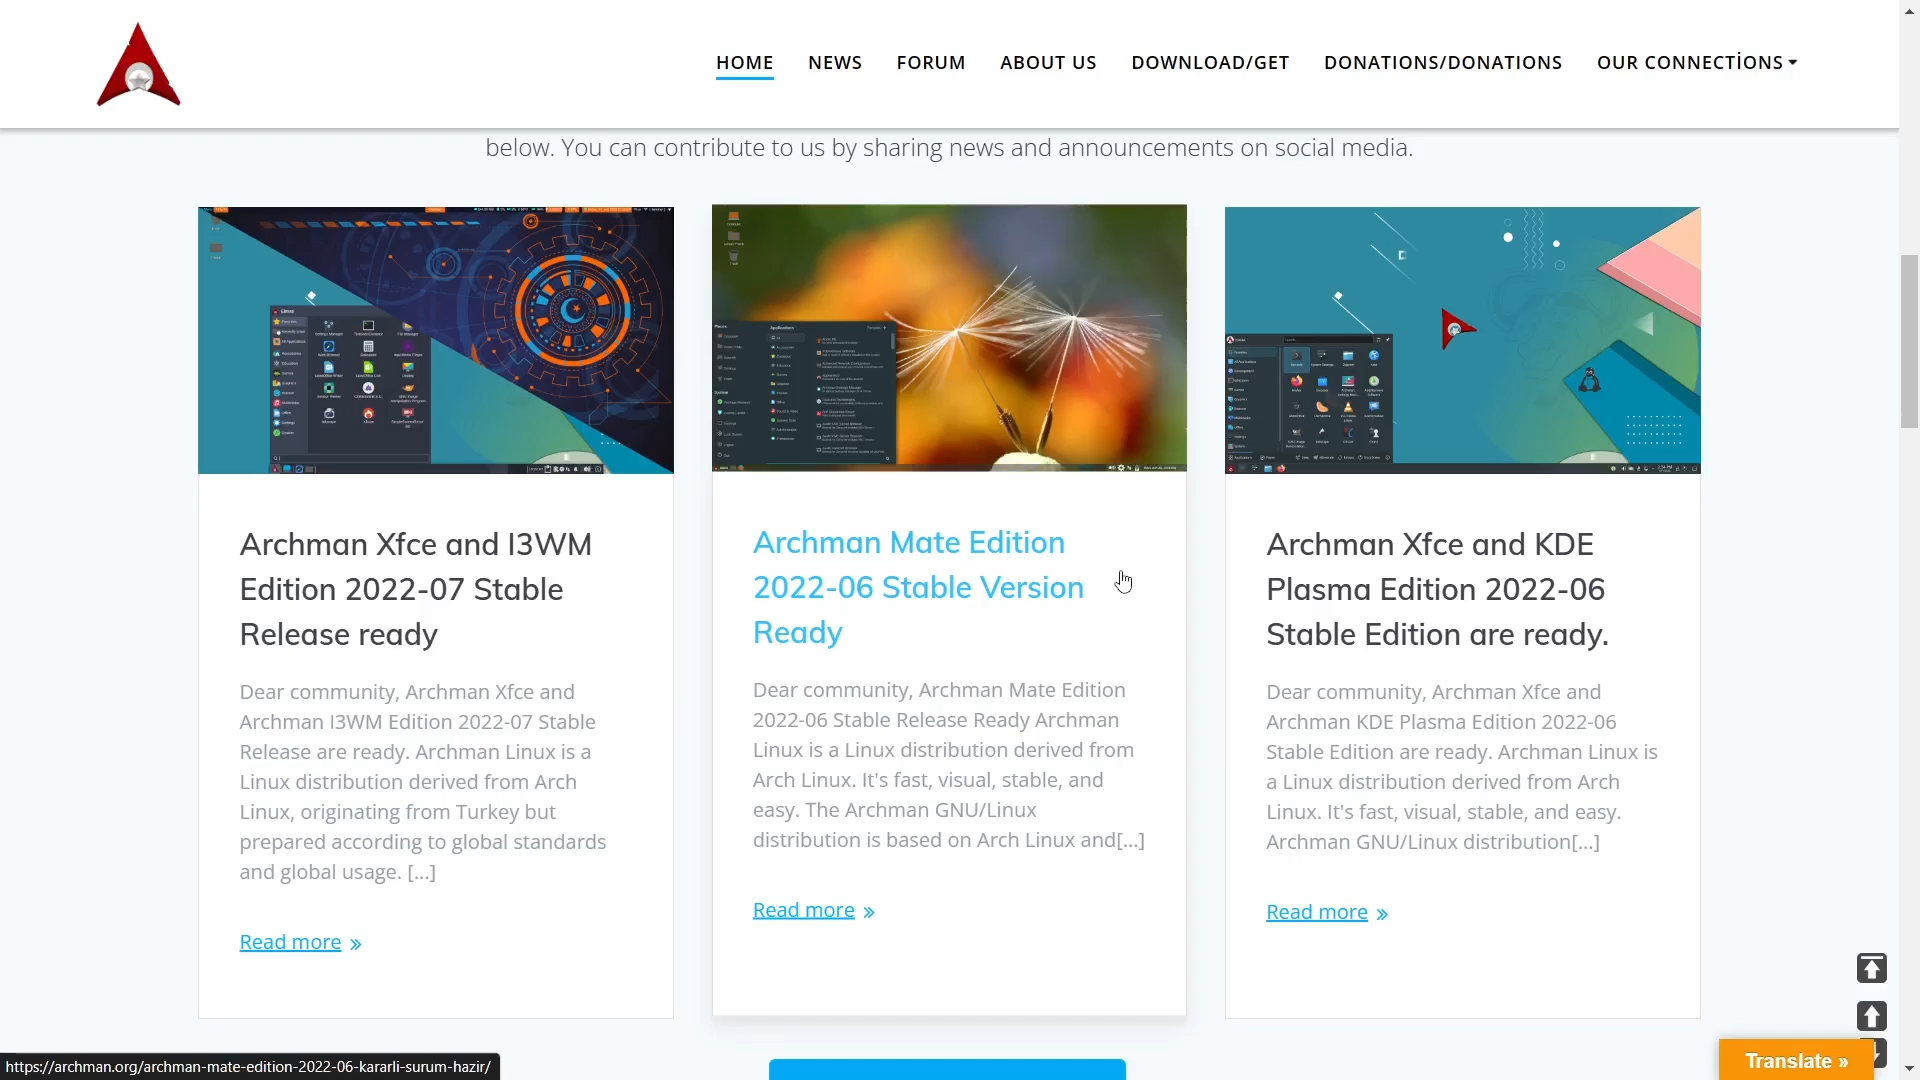 HOME NEWS FORUM ABOUT US DOWNLOAD/GET DONATIONS/DONATIONS OUR CONNECTİONS
below. You can contribute to us by sharing news and announcements on social media.
Archman Xfce and I3WM
Edition 2022-07 Stable
Release ready
Dear community, Archman Xfce and
Archman I3WM Edition 2022-07 Stable
Release are ready. Archman Linux is a
Linux distribution derived from Arch
Linux, originating from Turkey but
prepared according to global standards
and global usage. [...]
Read more »
Archman Mate Edition
2022-06 Stable Version
Ready
Dear community, Archman Mate Edition
2022-06 Stable Release Ready Archman
Linux is a Linux distribution derived from
Arch Linux. It's fast, visual, stable, and
easy. The Archman GNU/Linux
distribution is based on Arch Linux and[...]
Read more »
Archman Xfce and KDE
Plasma Edition 2022-06
Stable Edition are ready.
Dear community, Archman Xfce and
Archman KDE Plasma Edition 2022-06
Stable Edition are ready. Archman Linux is
a Linux distribution derived from Arch
Linux. It's fast, visual, stable, and easy.
Archman GNU/Linux distribution[...]
Read more »
https://archman.org/archman-mate-edition-2022-06-kararli-surum-hazir/
Translate »